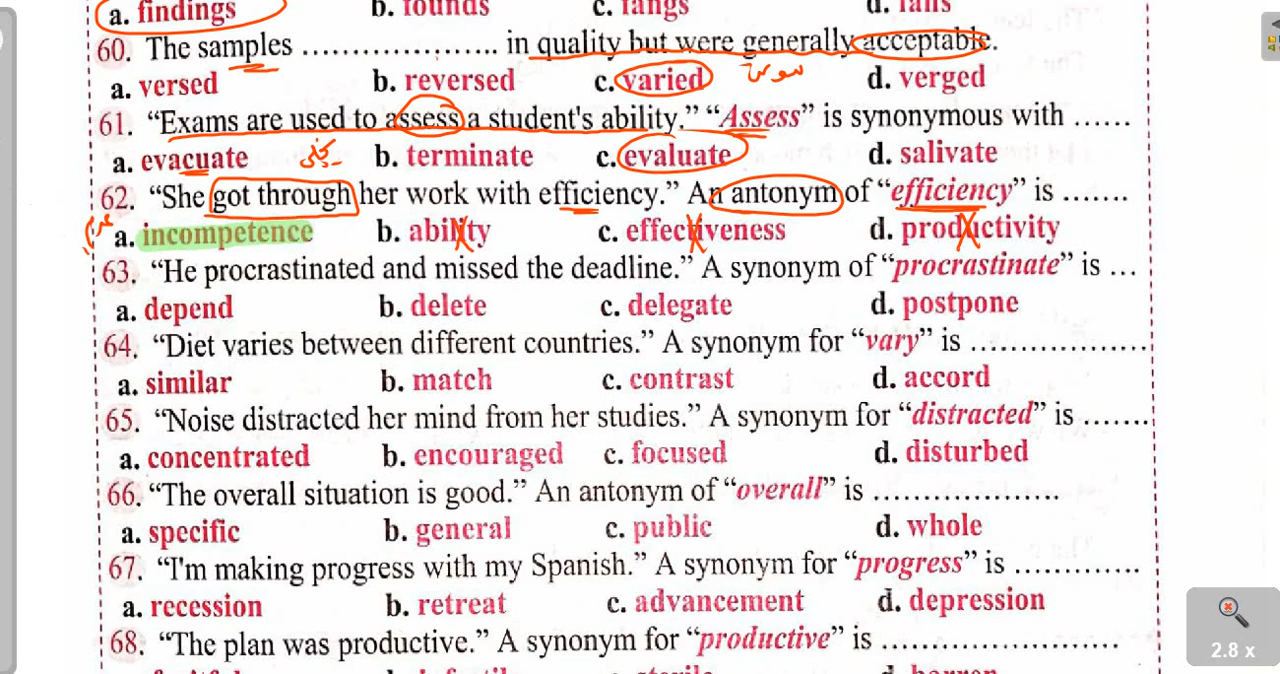 a. findings b. founds c. fangs d. fans
60. The samples .................... in quality but were generally acceptable.
a. versed b. reversed c. varied d. verged
61. “Exams are used to assess a student's ability.” “Assess” is synonymous with ......
a. evacuate b. terminate c. evaluate d. salivate
62. “She got through her work with efficiency.” An antonym of “efficiency” is .......
a. incompetence b. ability c. effectiveness d. productivity
63. “He procrastinated and missed the deadline.” A synonym of “procrastinate” is ...
a. depend b. delete c. delegate d. postpone
64. “Diet varies between different countries.” A synonym for “vary” is ..................
a. similar b. match c. contrast d. accord
65. “Noise distracted her mind from her studies.” A synonym for “distracted” is .......
a. concentrated b. encouraged c. focused d. disturbed
66. “The overall situation is good.” An antonym of “overall” is ....................
a. specific b. general c. public d. whole
67. “I'm making progress with my Spanish.” A synonym for “progress” is .............
a. recession b. retreat c. advancement d. depression
68. “The plan was productive.” A synonym for “productive” is .........................
d. barren
2.8 x